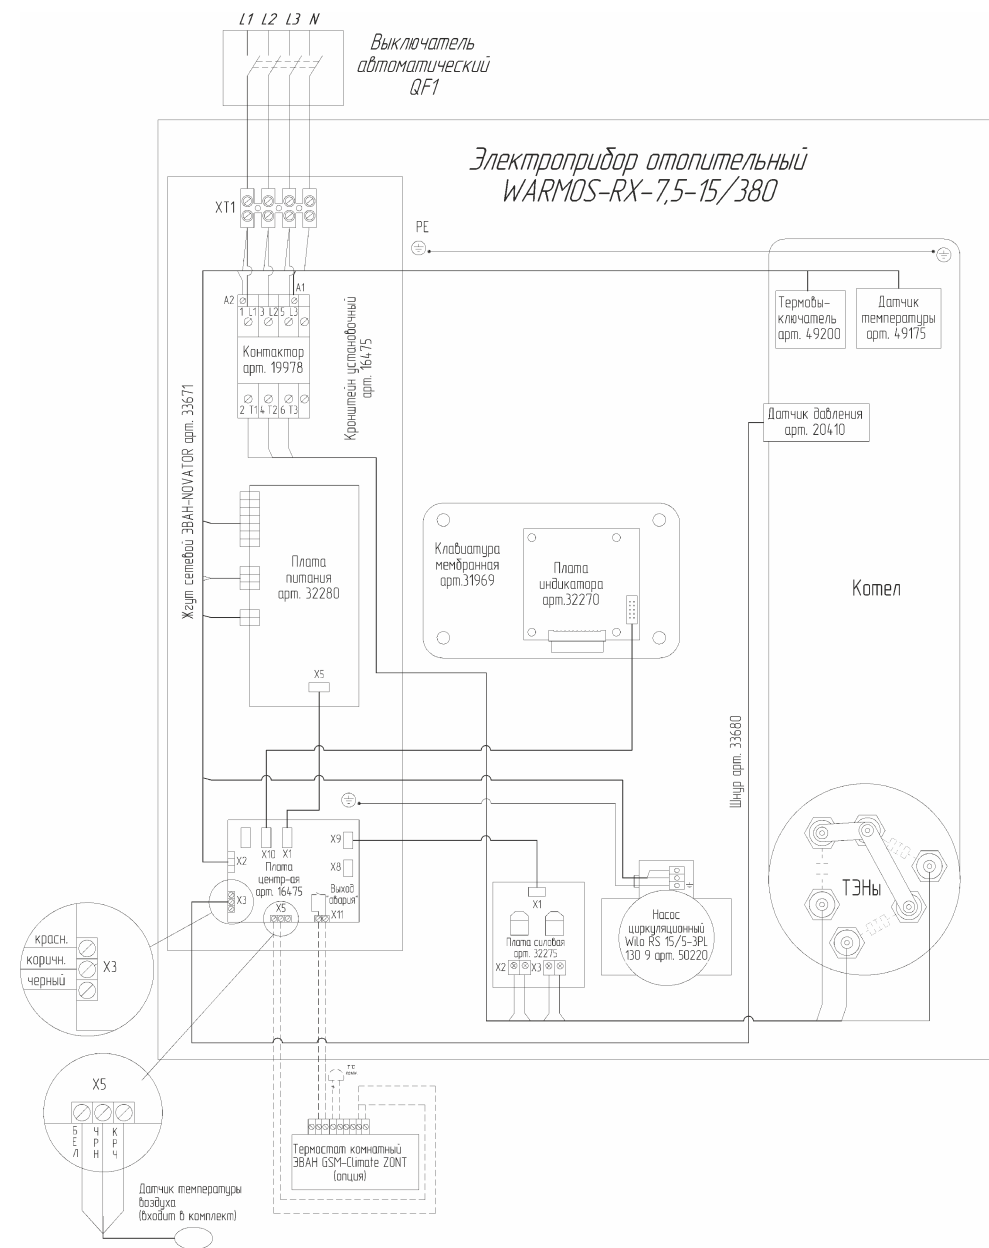 L1 L2 L3 N
Выключатель
автоматический
QF1
Электроприбор отопительный
WARMOS-RX-7,5-15/380
XT1
PE
A2
A1
1 L1 3 L2 5 L3
Контактор
арт. 19978
2 T1 4 T2 6 T3
Кронштейн установочный
арт. 16475
Термовы-
ключатель
арт. 49200
Датчик
температуры
арт. 49175
Датчик давления
арт. 20410
Жгут сетевой ЭВАН-NOVATOR арт. 33671
Плата
питания
арт. 32280
X5
Клавиатура
мембранная
арт.31969
Плата
индикатора
арт.32270
Котел
Шнур арт. 33680
X10 X1
X9
X2
X8
Плата
центр-ая
арт. 16475
X3
X5
Выход
"авария"
X11
X1
Плата силовая
арт. 32275
X2
X3
Насос
циркуляционный
Wilo RS 15/5-3PL
130 9 арт. 50220
ТЭНы
красн.
коричн.
черный
X3
X5
БЕЛ
ЧРН
КРЧ
Датчик температуры
воздуха
(входит в комплект)
Термостат комнатный
ЭВАН GSM-Climate ZONT
(опция)